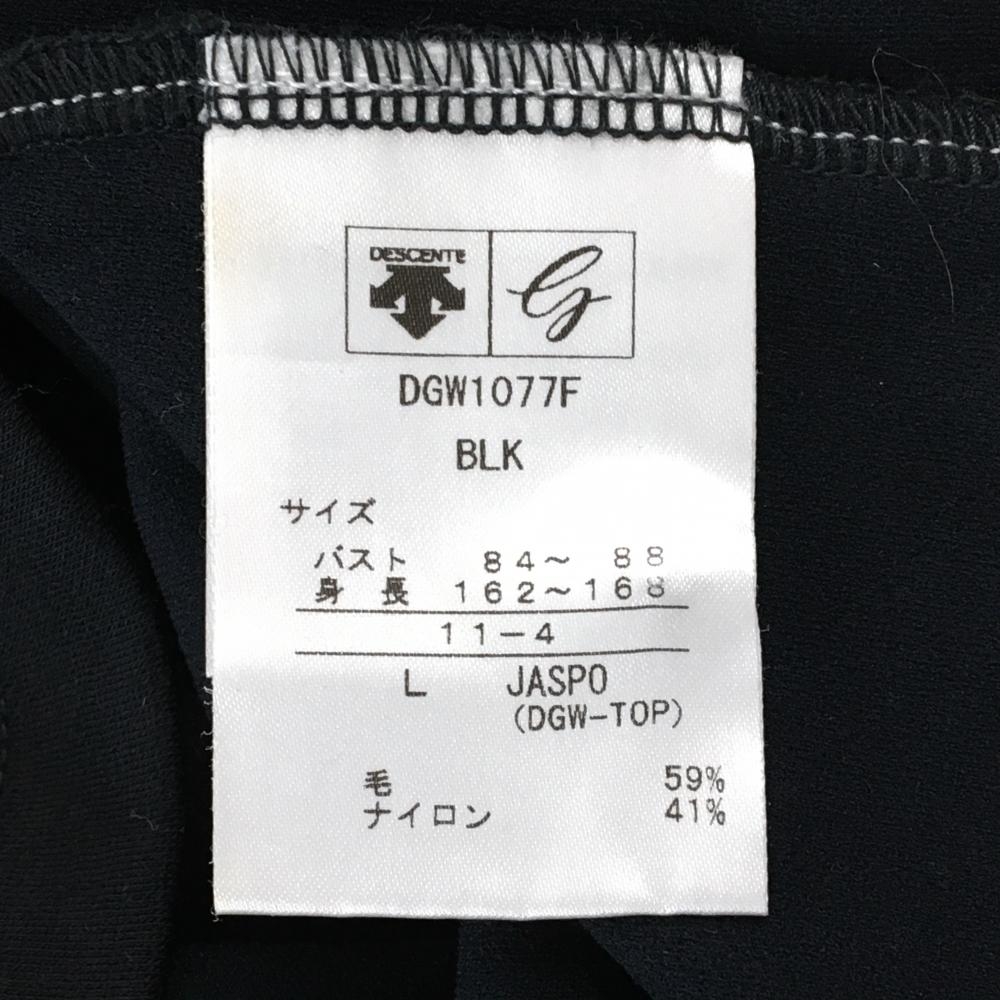 DESCENTE G
DGW1077F
BLK
サイズ
バスト 84～ 88
身長 162～168
11-4
L JASPO
(DGW-TOP)
毛 59%
ナイロン 41%